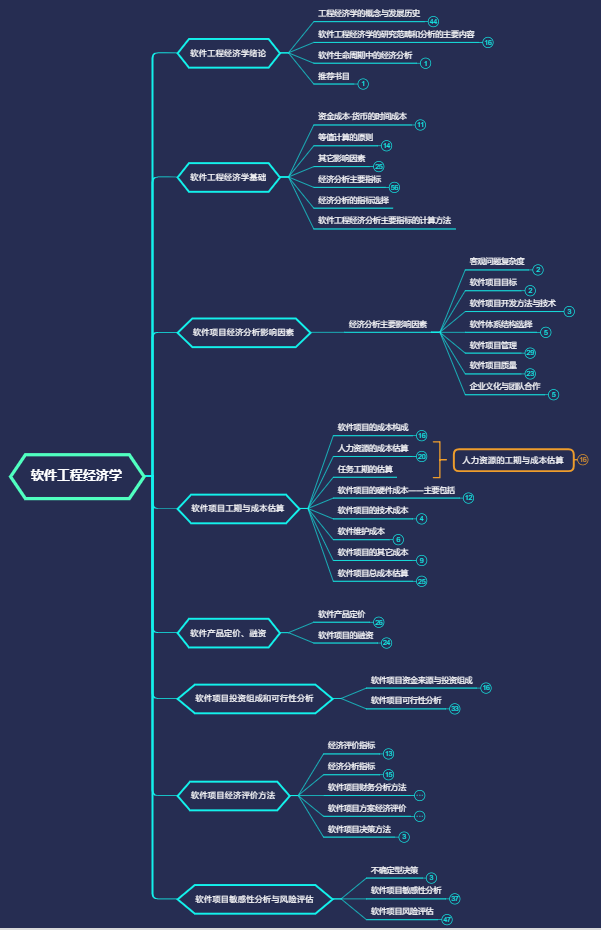 软件工程经济学
软件工程经济学绪论
工程经济学的概念与发展历史 44
软件工程经济学的研究范畴和分析的主要内容 16
软件生命周期中的经济分析 1
推荐书目 1
软件工程经济学基础
资金成本-货币的时间成本 11
等值计算的原则 14
其它影响因素 25
经济分析主要指标 56
经济分析的指标选择
软件工程经济分析主要指标的计算方法
软件项目经济分析影响因素
经济分析主要影响因素
客观问题复杂度 2
软件项目目标 2
软件项目开发方法与技术 3
软件体系结构选择 5
软件项目管理 29
软件项目质量 23
企业文化与团队合作 5
软件项目工期与成本估算
软件项目的成本构成 16
人力资源的成本估算 20
任务工期的估算
人力资源的工期与成本估算 16
软件项目的硬件成本——主要包括 12
软件项目的技术成本 4
软件维护成本 6
软件项目的其它成本 9
软件项目总成本估算 25
软件产品定价、融资
软件产品定价 26
软件项目的融资 24
软件项目投资组成和可行性分析
软件项目资金来源与投资组成 16
软件项目可行性分析 33
软件项目经济评价方法
经济评价指标 13
经济分析指标 15
软件项目财务分析方法 ...
软件项目方案经济评价 ...
软件项目决策方法 3
软件项目敏感性分析与风险评估
不确定型决策 3
软件项目敏感性分析 37
软件项目风险评估 47